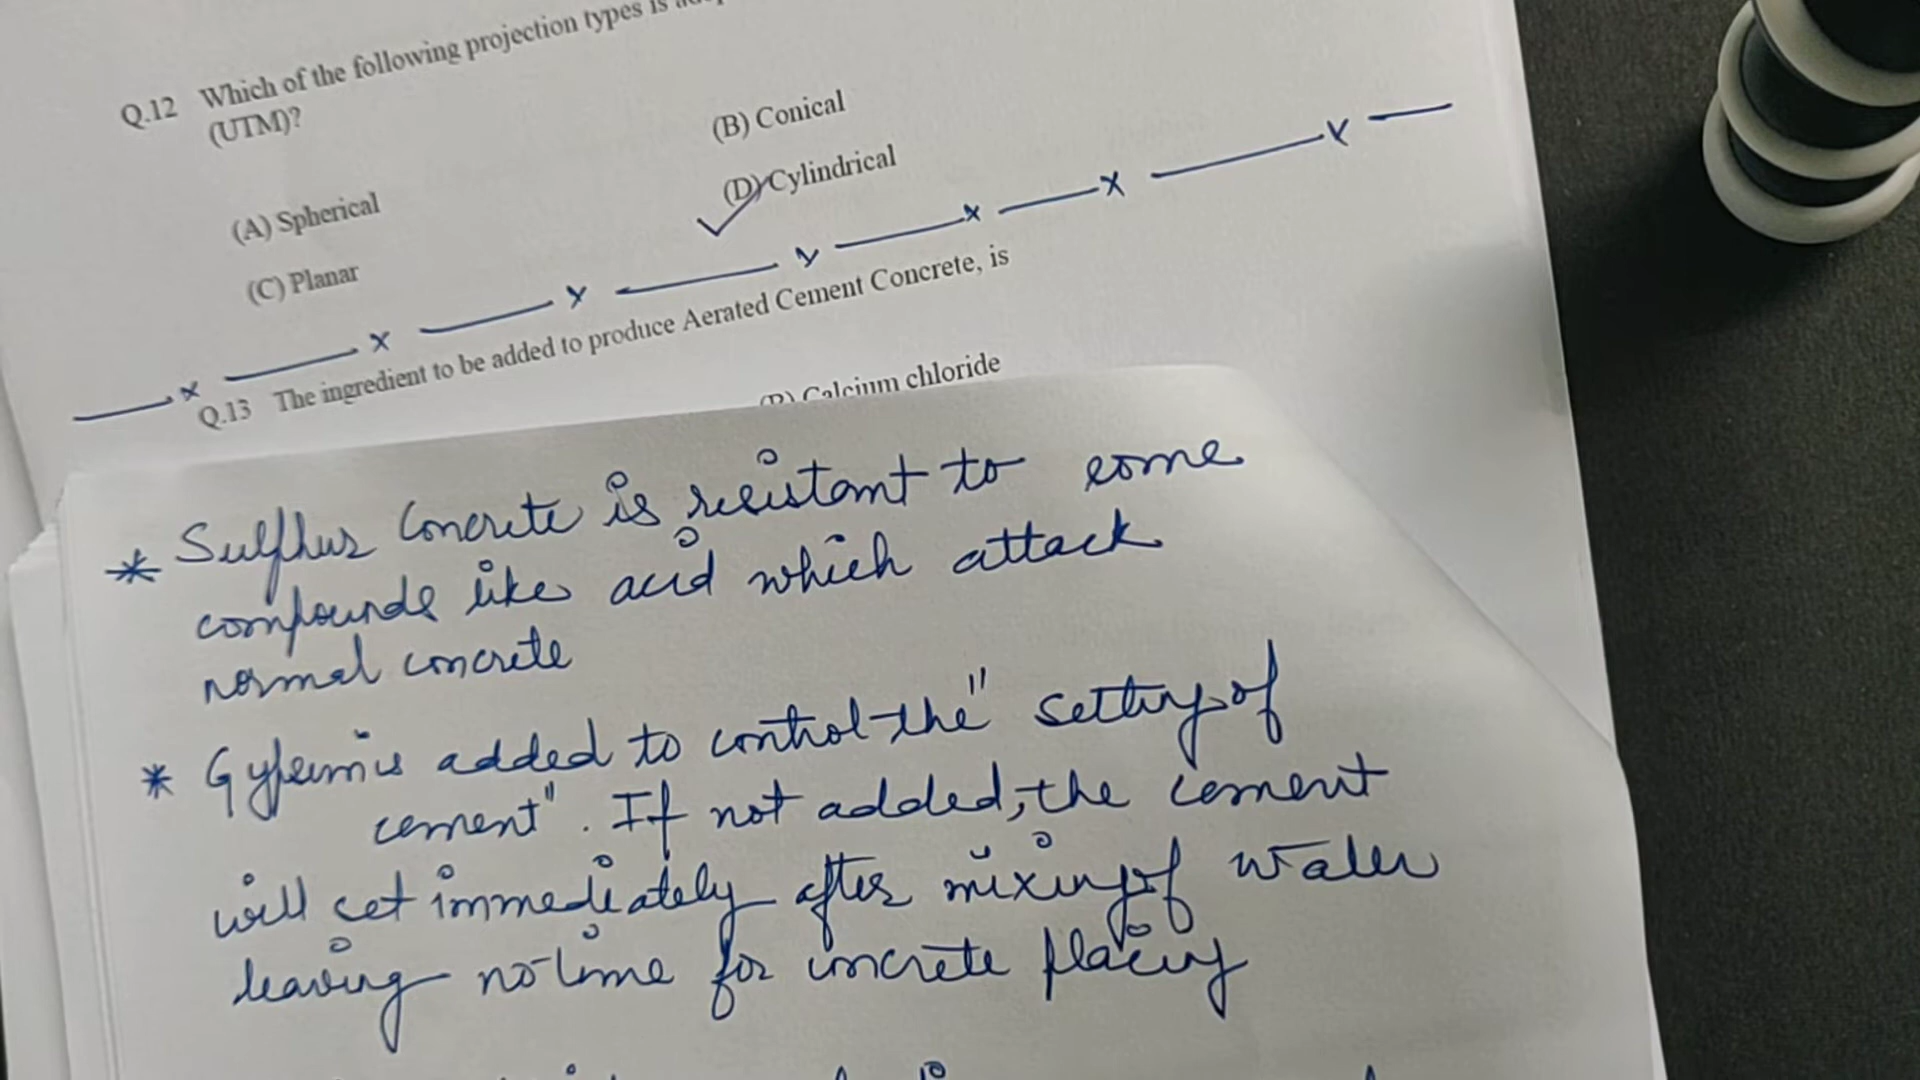 Q.12 Which of the following projection types is
(UTM)?
(A) Spherical
(B) Conical
(C) Planar
(D) Cylindrical
Q.13 The ingredient to be added to produce Aerated Cement Concrete, is
(B) Calcium chloride
* Sulphur Concrete is resistant to some
compounds like acid which attack
normal concrete
* Gypsum is added to control the "setting of
cement". If not added, the cement
will set immediately after mixing of water
leaving no time for concrete placing